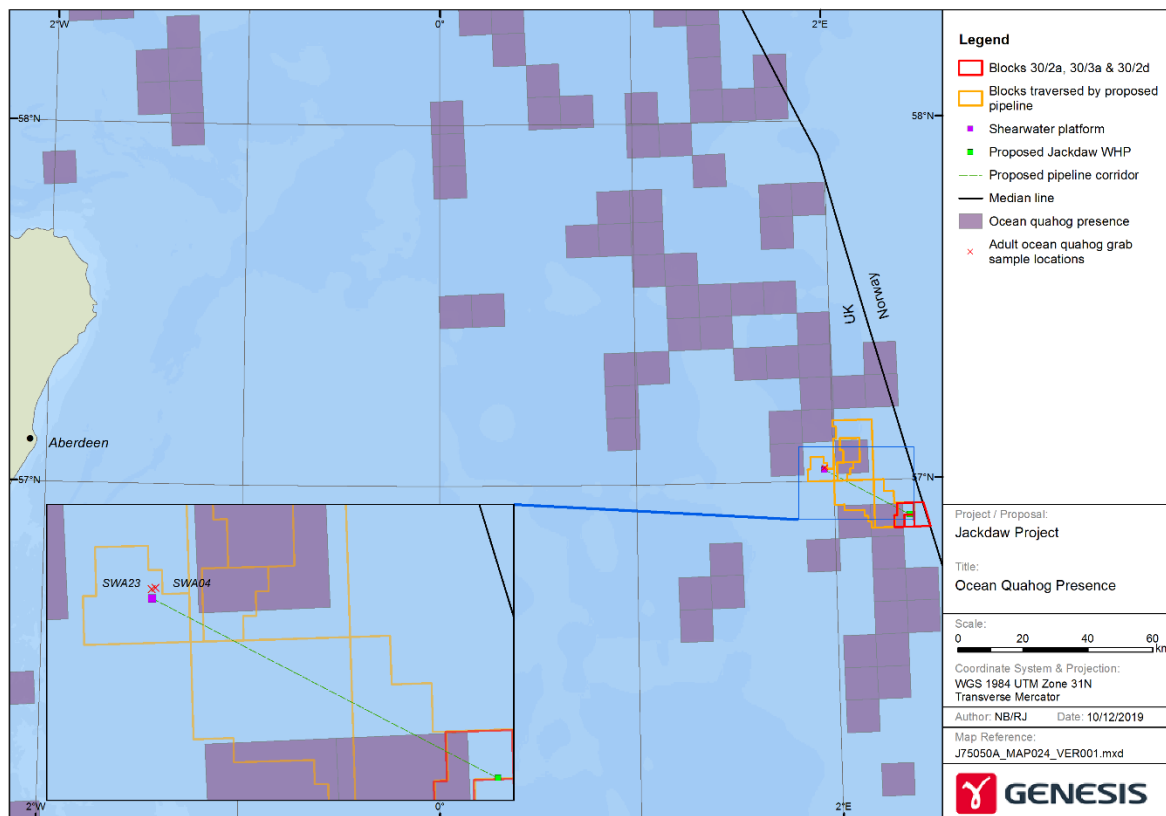 2°W
0°
2°E
58°N
58°N
UK
Norway
Aberdeen
57°N
57°N
SWA23
SWA04
2°W
0°
2°E
Legend
Blocks 30/2a, 30/3a & 30/2d
Blocks traversed by proposed
pipeline
Shearwater platform
Proposed Jackdaw WHP
Proposed pipeline corridor
Median line
Ocean quahog presence
Adult ocean quahog grab
sample locations
Project / Proposal:
Jackdaw Project
Title:
Ocean Quahog Presence
Scale:
0 20 40 60
km
Coordinate System & Projection:
WGS 1984 UTM Zone 31N
Transverse Mercator
Author: NB/RJ Date: 10/12/2019
Map Reference:
J75050A_MAP024_VER001.mxd
GENESIS